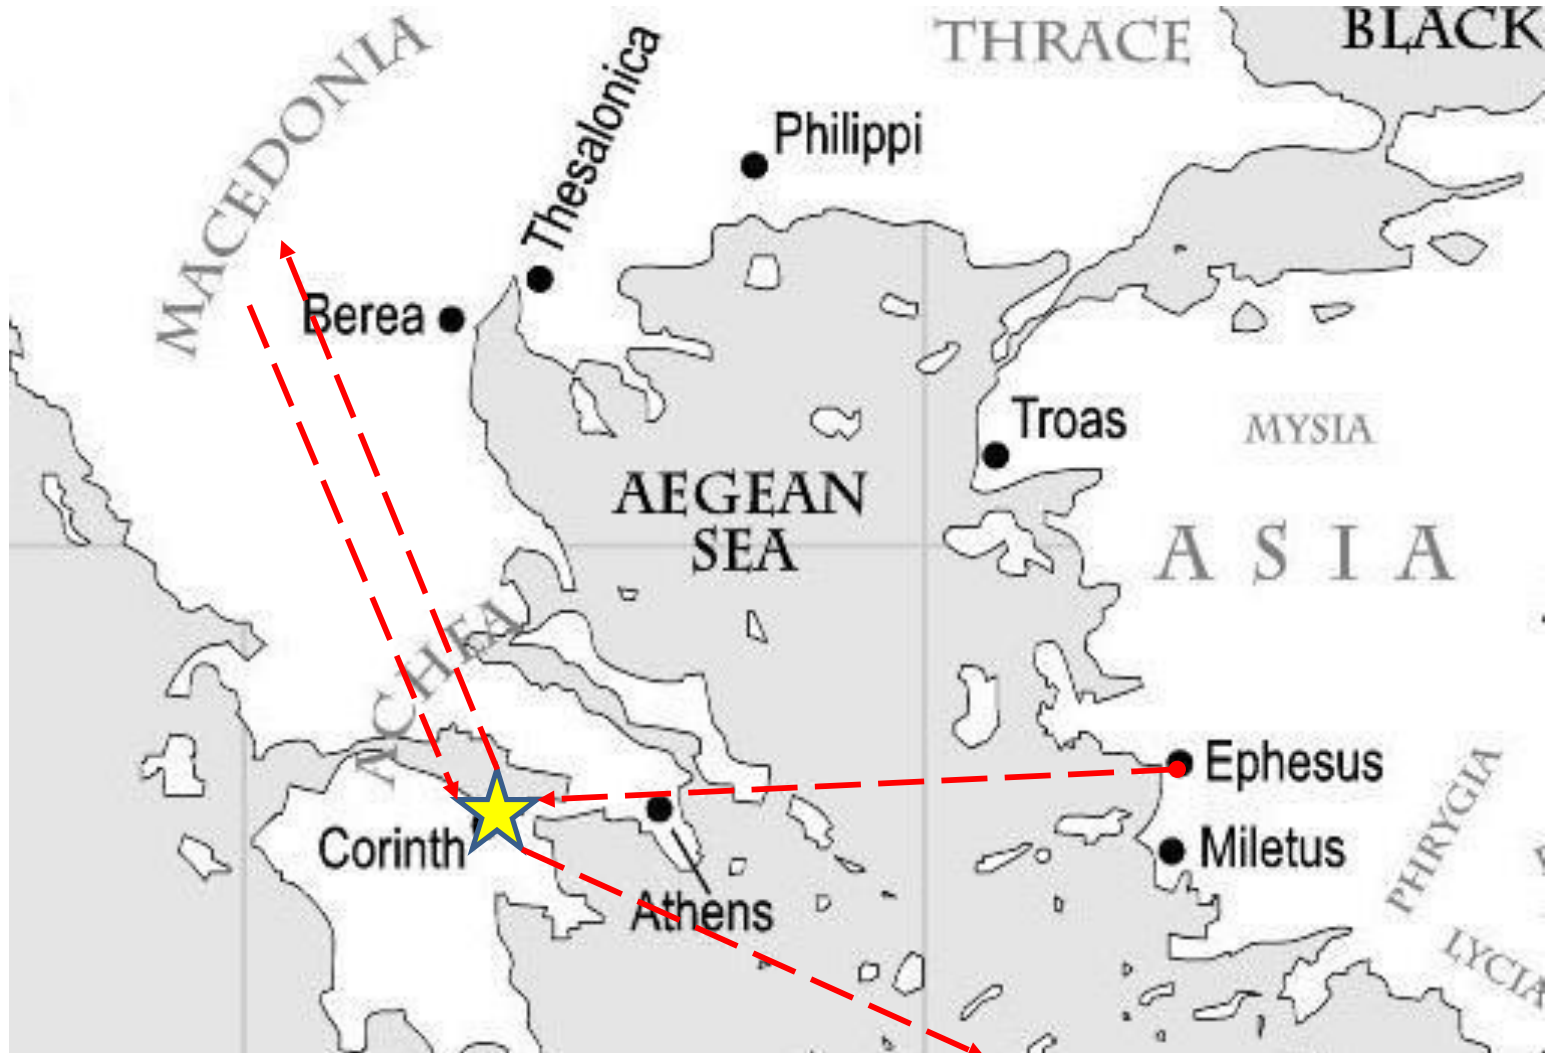 THRACE
BLACK
MACEDONIA
Thesalonica
Philippi
Berea
Troas
MYSIA
AEGEAN
SEA
ASIA
ACHEA
Ephesus
PHRYGIA
Corinth
Miletus
Athens
LYCIA